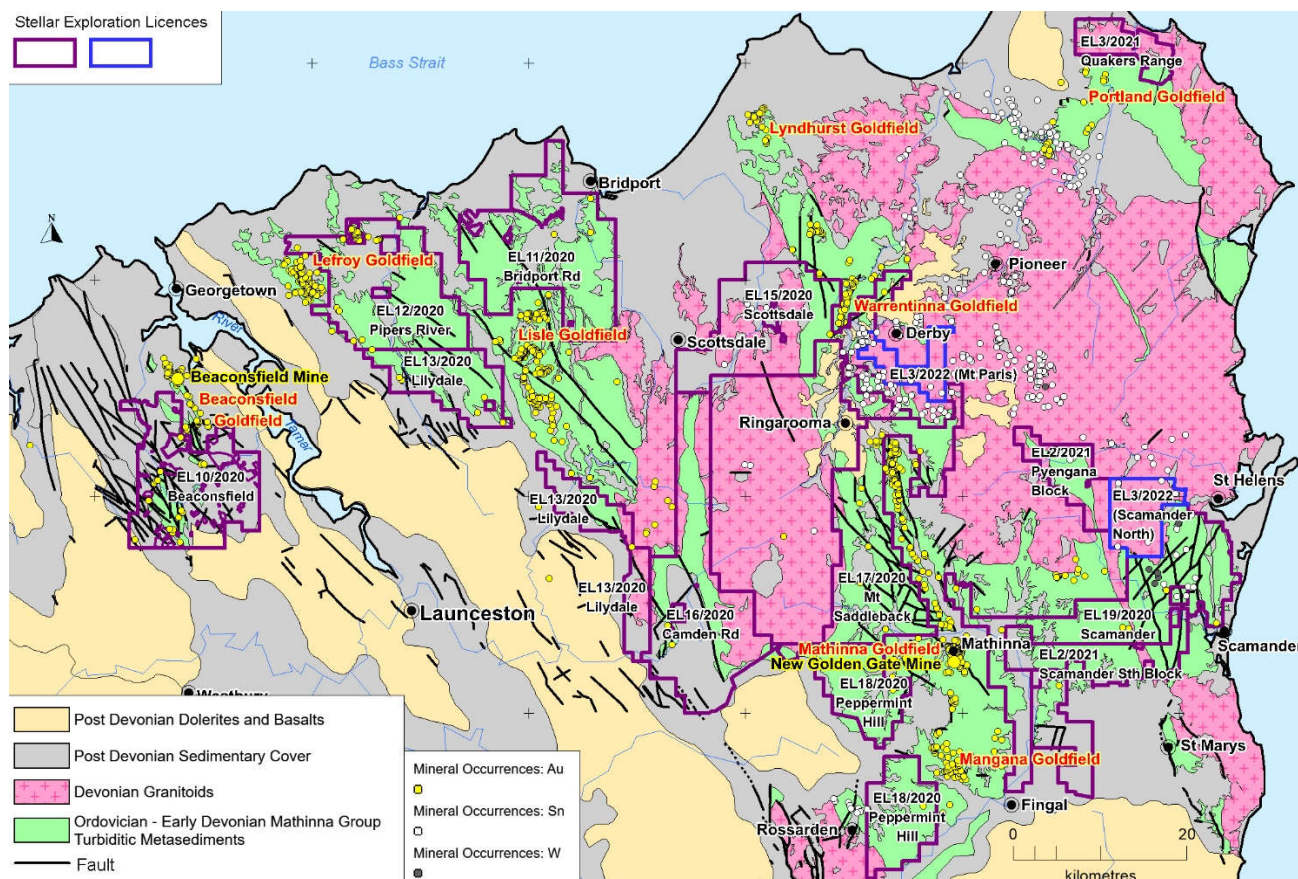 Stellar Exploration Licences
Bass Strait
EL3/2021
Quakers Range
Portland Goldfield
Lyndhurst Goldfield
Bridport
N
Georgetown
River
Tamer
Lefroy Goldfield
EL11/2020
Bridport Rd
EL12/2020
Pipers River
EL13/2020
Lilydale
Lisle Goldfield
EL15/2020
Scottsdale
Scottsdale
Pioneer
Warrentinna Goldfield
Derby
EL3/2022 (Mt Paris)
Ringarooma
Beaconsfield Mine
Beaconsfield
Goldfield
EL10/2020
Beaconsfield
EL2/2021
Pyengana
Block
EL3/2022
(Scamander
North)
St Helens
EL13/2020
Lilydale
EL13/2020
Lilydale
EL16/2020
Camden Rd
EL17/2020
Mt
Saddleback
Launceston
EL19/2020
Scamander
Scamander
Mathinna Goldfield
Mathinna
New Golden Gate Mine
EL2/2021
Scamander Sth Block
EL18/2020
Peppermint
Hill
St Marys
Mangana Goldfield
Fingal
EL18/2020
Peppermint
Hill
Rossarden
Post Devonian Dolerites and Basalts
Post Devonian Sedimentary Cover
Devonian Granitoids
Ordovician - Early Devonian Mathinna Group
Turbiditic Metasediments
Fault
Mineral Occurrences: Au
Mineral Occurrences: Sn
Mineral Occurrences: W
0 20
kilometres